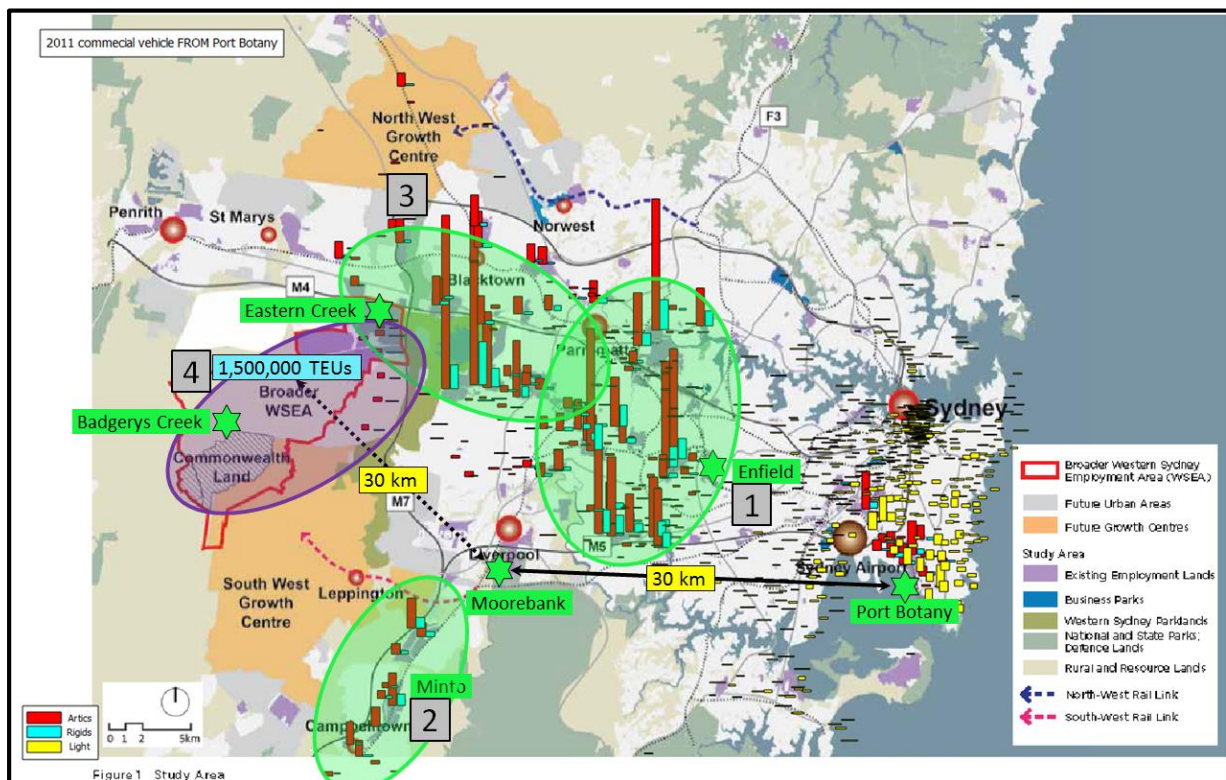 2011 commecial vehicle FROM Port Botany
North West
Growth
Centre
F3
3
Penrith
St Marys
Norwest
Blacktown
M4
Eastern Creek
Parramatta
4
1,500,000 TEUs
Broader
WSEA
Sydney
Badgerys Creek
Commonwealth
Land
Enfield
30 km
1
M7
M5
Liverpool
Sydney Airport
30 km
South West
Growth
Centre
Leppington
Moorebank
Port Botany
Minto
2
Campbelltown
Artics
Rigids
Light
0 1 2 5km
Figure 1 Study Area
Broader Western Sydney
Employment Area (WSEA)
Future Urban Areas
Future Growth Centres
Study Area
Existing Employment Lands
Business Parks
Western Sydney Parklands
National and State Parks;
Defence Lands
Rural and Resource Lands
North-West Rail Link
South-West Rail Link